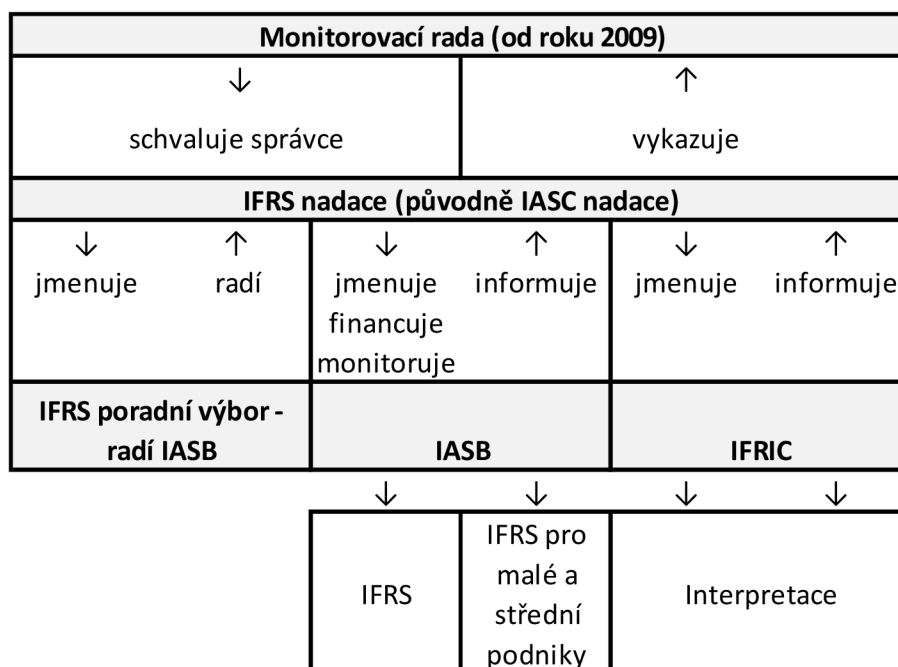 Monitorovací rada (od roku 2009)
↓ ↑
schvaluje správce vykazuje
IFRS nadace (původně IASC nadace)
↓ ↑ ↓ ↑ ↓ ↑
jmenuje radí jmenuje informuje jmenuje informuje
financuje
monitoruje
IFRS poradní výbor -
radí IASB IASB IFRIC
↓ ↓ ↓ ↓
IFRS
IFRS pro
malé a
střední
podniky
Interpretace